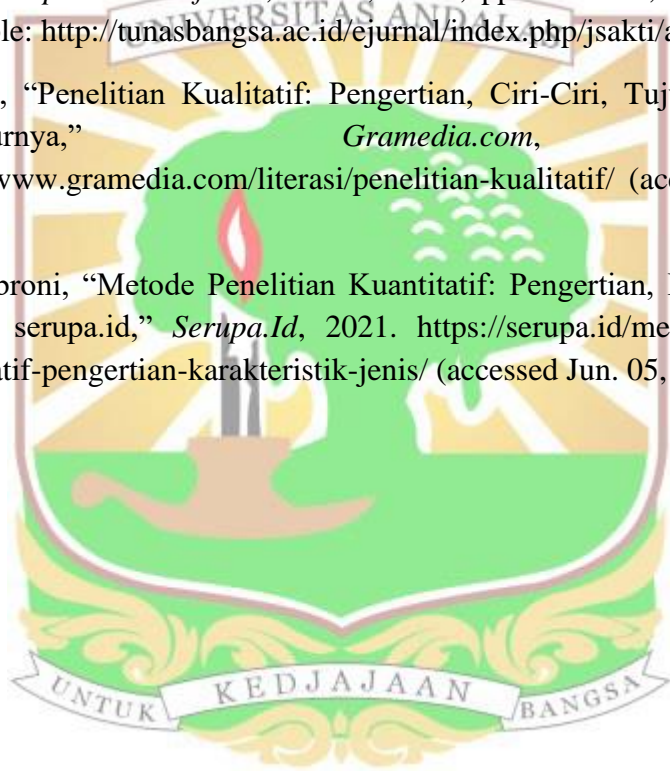 UNIVERSITAS ANDALAS
le: http://tunasbangsa.ac.id/ejurnal/index.php/jsakti/a
, “Penelitian Kualitatif: Pengertian, Ciri-Ciri, Tuj
urnya,” Gramedia.com,
www.gramedia.com/literasi/penelitian-kualitatif/ (ac
broni, “Metode Penelitian Kuantitatif: Pengertian,
serupa.id,” Serupa.Id, 2021. https://serupa.id/me
atif-pengertian-karakteristik-jenis/ (accessed Jun. 05,
UNTUK KEDJAJAAN BANGSA